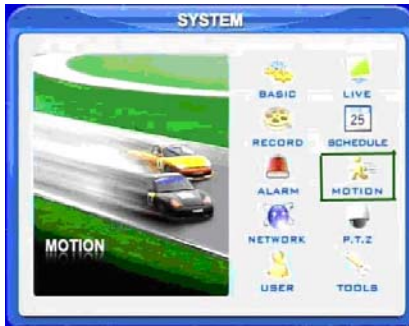 SYSTEM
BASIC LIVE
25
RECORD SCHEDULE
ALARM MOTION
MOTION
NETWORK P.T.Z
USER TOOLS